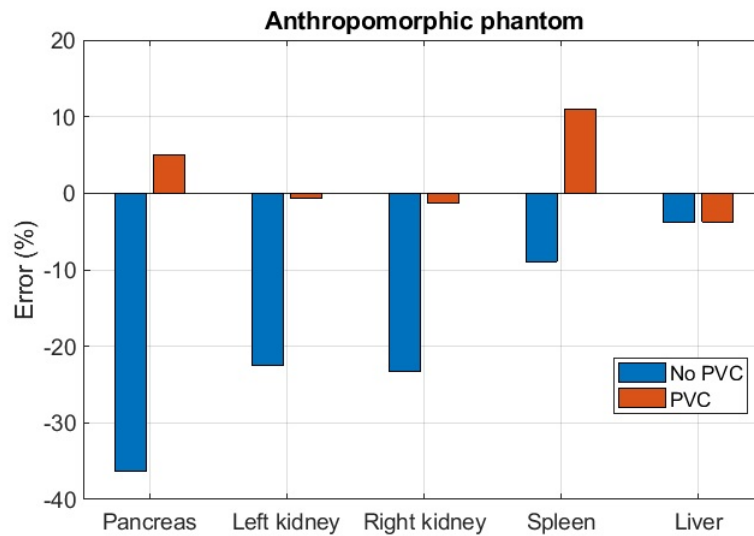 Anthropomorphic phantom
20
10
0
-10
-20
-30
-40
Error (%)
No PVC
PVC
Pancreas Left kidney Right kidney Spleen Liver